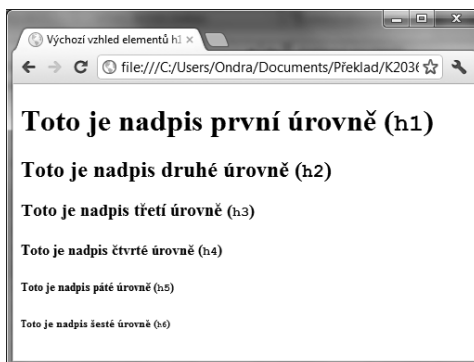 Výchozí vzhled elementů h1
file:///C:/Users/Ondra/Documents/Překlad/K2036
Toto je nadpis první úrovně (h1)
Toto je nadpis druhé úrovně (h2)
Toto je nadpis třetí úrovně (h3)
Toto je nadpis čtvrté úrovně (h4)
Toto je nadpis páté úrovně (h5)
Toto je nadpis šesté úrovně (h6)